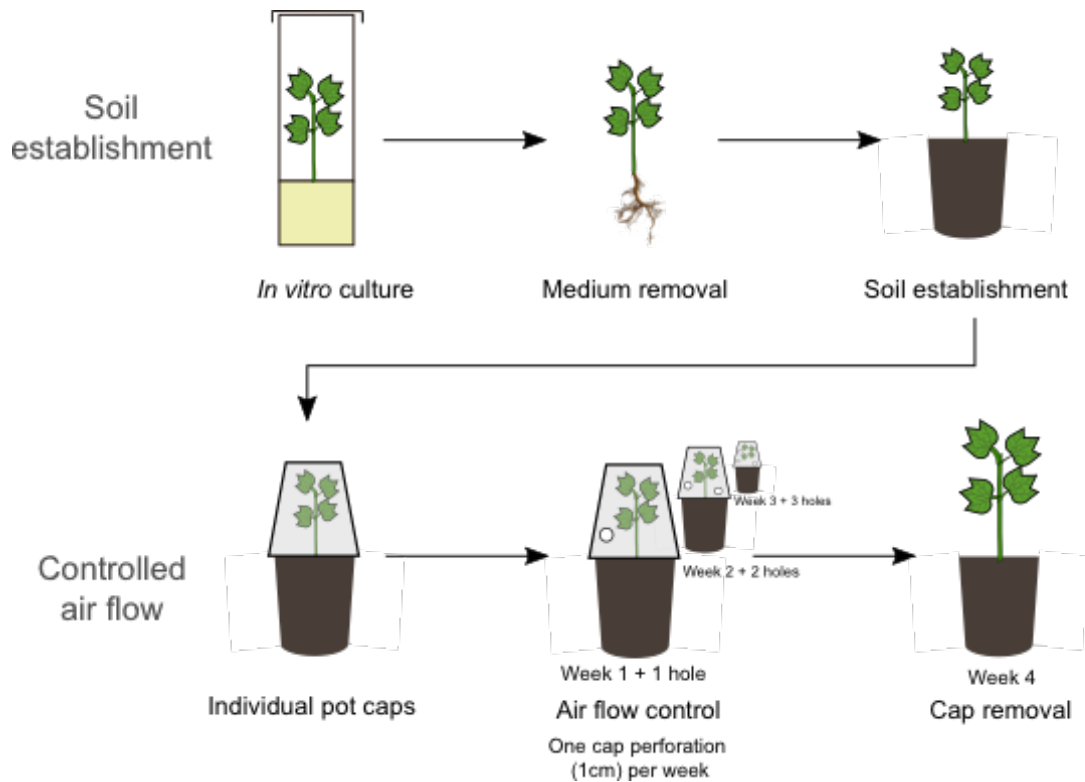 Soil
establishment
In vitro culture
Medium removal
Soil establishment
Controlled
air flow
Individual pot caps
Week 1 + 1 hole
Week 2 + 2 holes
Week 3 + 3 holes
Air flow control
One cap perforation
(1cm) per week
Week 4
Cap removal